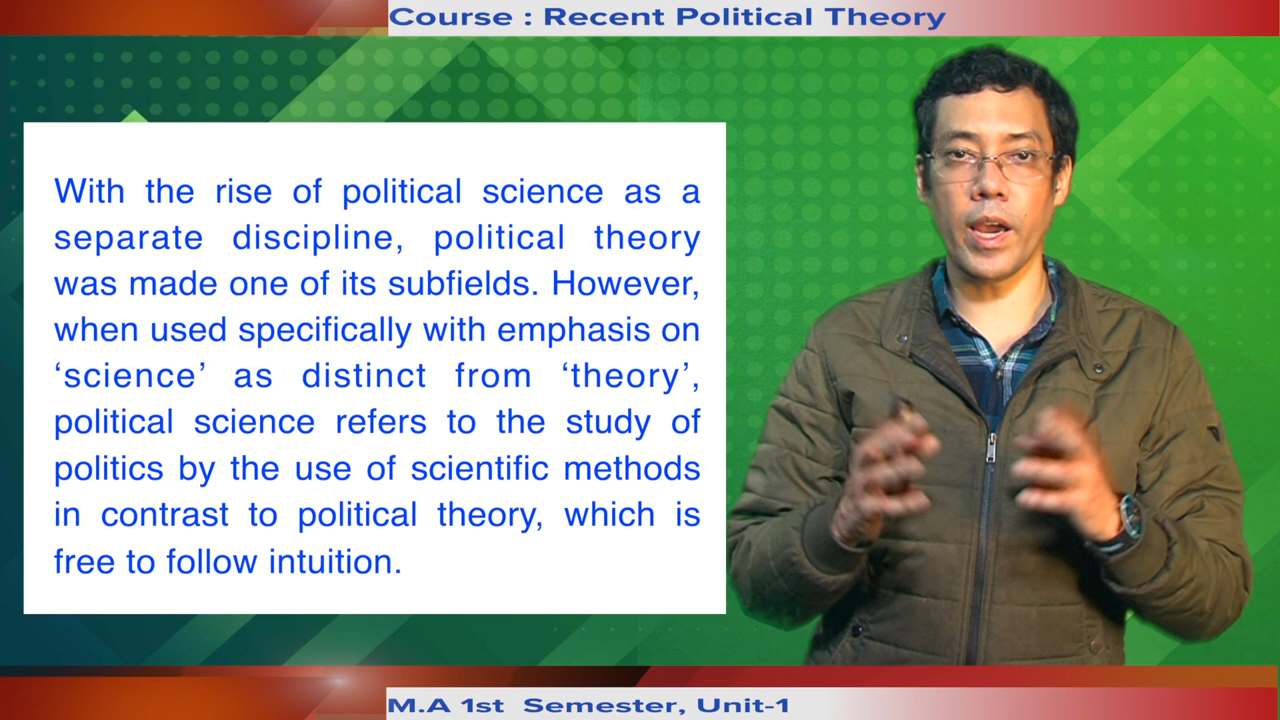 Course : Recent Political Theory
With the rise of political science as a
separate discipline, political theory
was made one of its subfields. However,
when used specifically with emphasis on
‘science’ as distinct from ‘theory’,
political science refers to the study of
politics by the use of scientific methods
in contrast to political theory, which is
free to follow intuition.
M.A 1st Semester, Unit-1